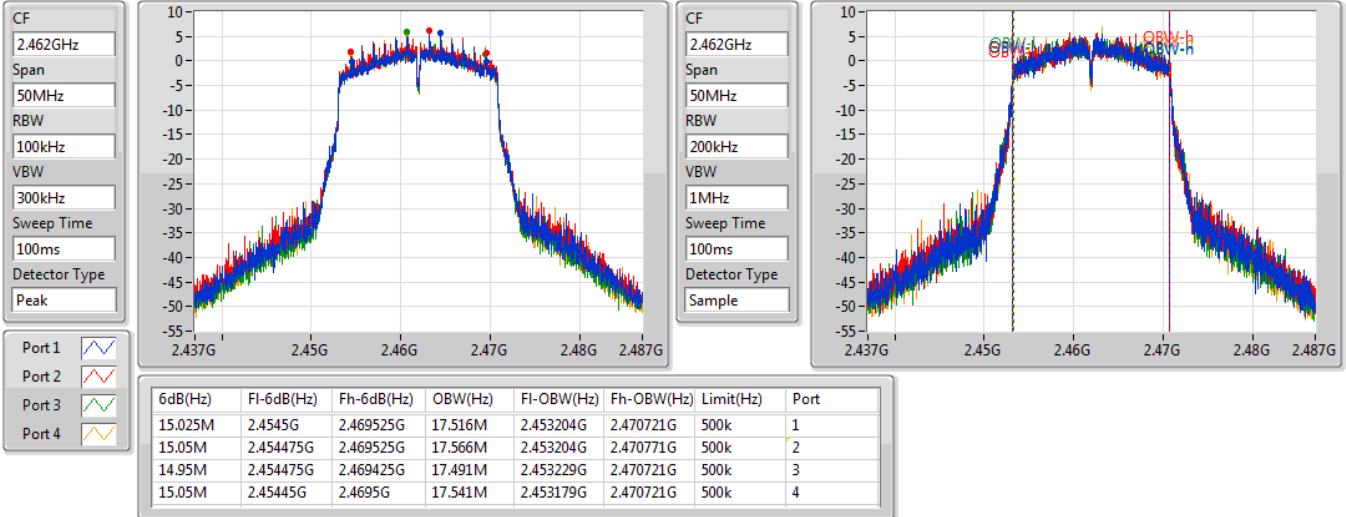 CF
2.462GHz
Span
50MHz
RBW
100kHz
VBW
300kHz
Sweep Time
100ms
Detector Type
Peak
10
5
0
-5
-10
-15
-20
-25
-30
-35
-40
-45
-50
-55
2.437G 2.45G 2.46G 2.47G 2.48G 2.487G
CF
2.462GHz
Span
50MHz
RBW
200kHz
VBW
1MHz
Sweep Time
100ms
Detector Type
Sample
10
5
0
-5
-10
-15
-20
-25
-30
-35
-40
-45
-50
-55
OBW-h
OBW-h
2.437G 2.45G 2.46G 2.47G 2.48G 2.487G
Port 1
Port 2
Port 3
Port 4
6dB(Hz) Fl-6dB(Hz) Fh-6dB(Hz) OBW(Hz) Fl-OBW(Hz) Fh-OBW(Hz) Limit(Hz) Port
15.025M 2.4545G 2.469525G 17.516M 2.453204G 2.470721G 500k 1
15.05M 2.454475G 2.469525G 17.566M 2.453204G 2.470771G 500k 2
14.95M 2.454475G 2.469425G 17.491M 2.453229G 2.470721G 500k 3
15.05M 2.45445G 2.4695G 17.541M 2.453179G 2.470721G 500k 4